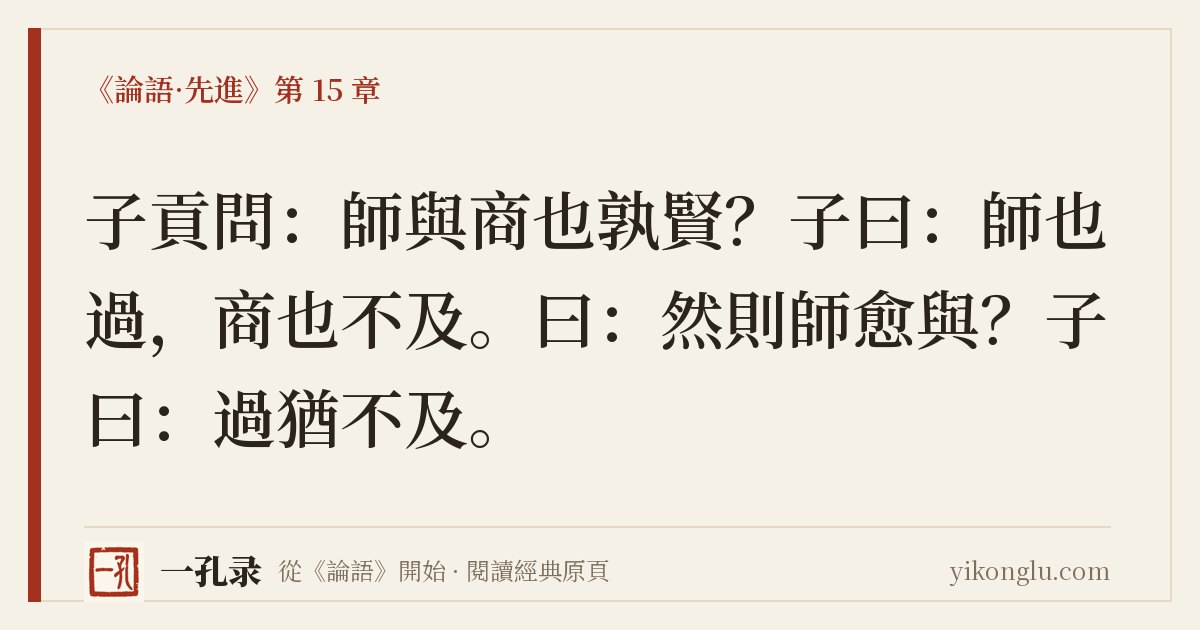 《論語·先進》第 15 章
子貢問：師與商也孰賢？子曰：師也
過，商也不及。曰：然則師愈與？子
曰：過猶不及。
一孔
一孔录 從《論語》開始 · 閱讀經典原頁
yikonglu.com